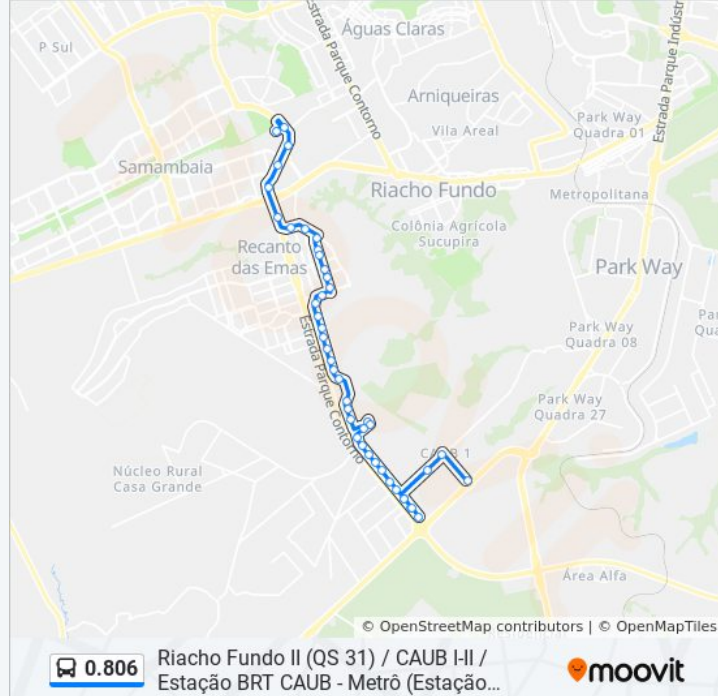 P Sul
Águas Claras
Estrada Parque Contorno
Estrada Parque Indústr
Arniqueiras
Vila Areal
Park Way
Quadra 01
Samambaia
Riacho Fundo
Metropolitana
Colônia Agrícola
Sucupira
Recanto
das Emas
Park Way
Par
Qua
Park Way
Quadra 08
Estrada Parque Contorno
Park Way
Quadra 27
CAUB 1
Núcleo Rural
Casa Grande
Área Alfa
© OpenStreetMap contributors | © OpenMapTiles
0.806
Riacho Fundo II (QS 31) / CAUB I-II /
Estação BRT CAUB - Metrô (Estação...
moovit